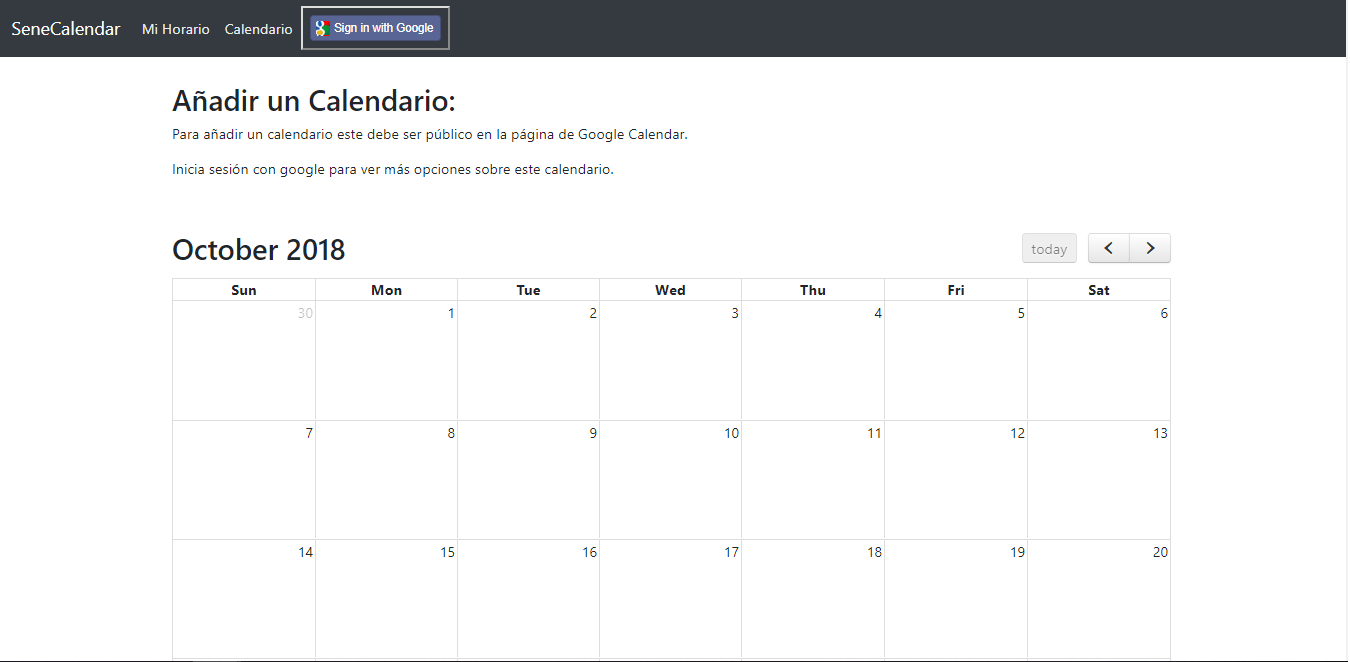 SeneCalendar Mi Horario Calendario Sign in with Google
Añadir un Calendario:
Para añadir un calendario este debe ser público en la página de Google Calendar.
Inicia sesión con google para ver más opciones sobre este calendario.
October 2018 today
Sun Mon Tue Wed Thu Fri Sat
30 1 2 3 4 5 6
7 8 9 10 11 12 13
14 15 16 17 18 19 20